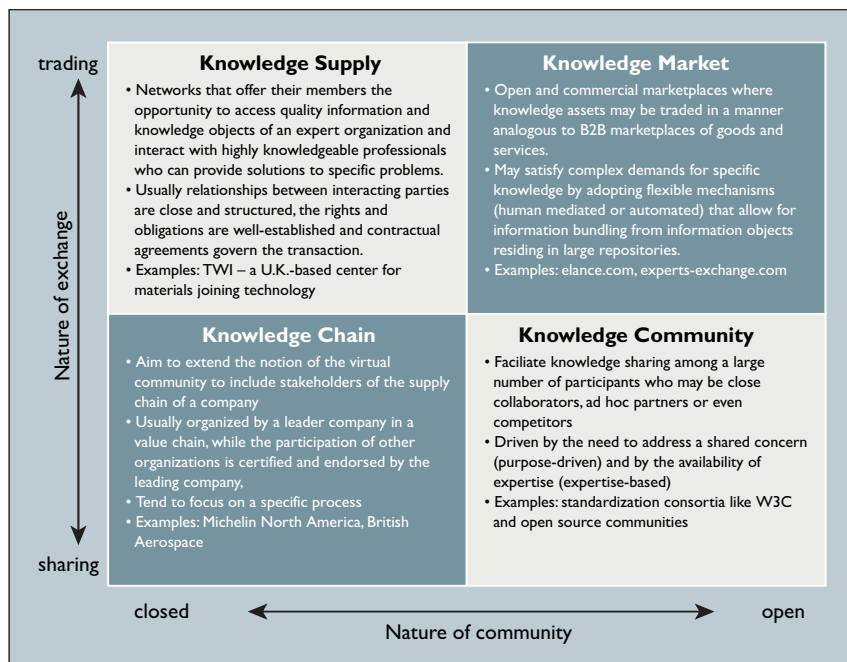 trading
Knowledge Supply
• Networks that offer their members the
opportunity to access quality information and
knowledge objects of an expert organization and
interact with highly knowledgeable professionals
who can provide solutions to specific problems.
• Usually relationships between interacting parties
are close and structured, the rights and
obligations are well-established and contractual
agreements govern the transaction.
• Examples: TWI – a U.K.-based center for
materials joining technology
Knowledge Market
• Open and commercial marketplaces where
knowledge assets may be traded in a manner
analogous to B2B marketplaces of goods and
services.
• May satisfy complex demands for specific
knowledge by adopting flexible mechanisms
(human mediated or automated) that allow for
information bundling from information objects
residing in large repositories.
• Examples: elance.com, experts-exchange.com
Nature of exchange
Knowledge Chain
• Aim to extend the notion of the virtual
community to include stakeholders of the supply
chain of a company
• Usually organized by a leader company in a
value chain, while the participation of other
organizations is certified and endorsed by the
leading company,
• Tend to focus on a specific process
• Examples: Michelin North America, British
Aerospace
Knowledge Community
• Faciliate knowledge sharing among a large
number of participants who may be close
collaborators, ad hoc partners or even
competitors
• Driven by the need to address a shared concern
(purpose-driven) and by the availability of
expertise (expertise-based)
• Examples: standardization consortia like W3C
and open source communities
sharing
closed
open
Nature of community